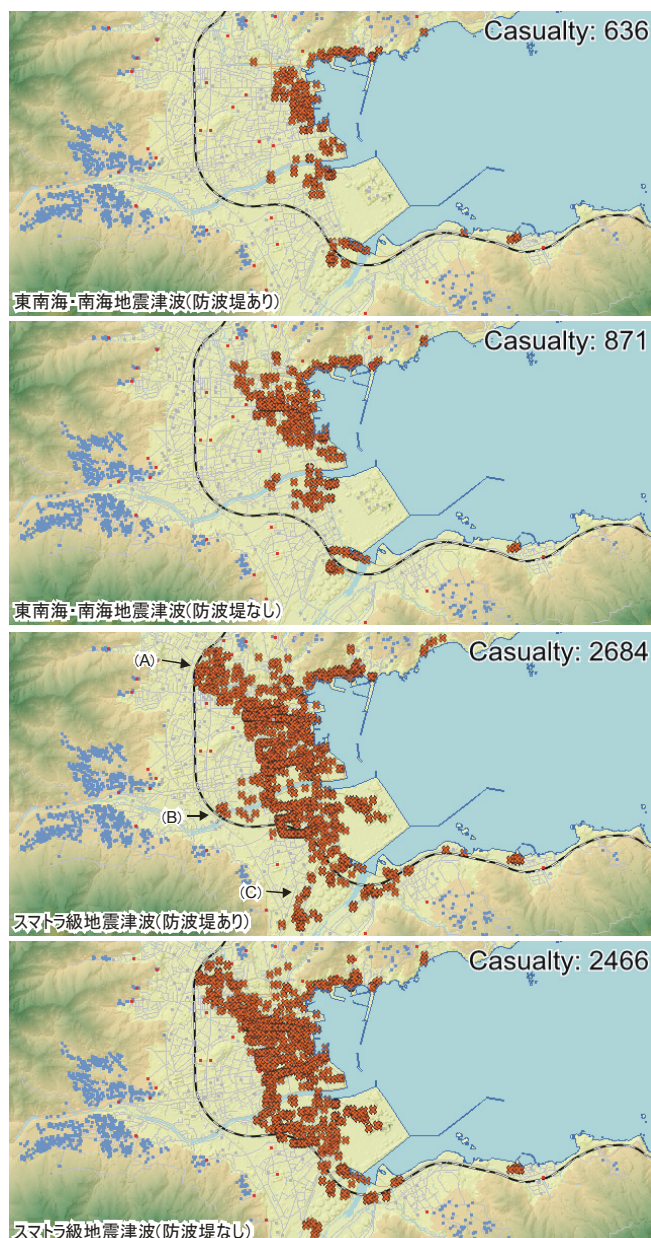 Casualty: 636
東南海・南海地震津波(防波堤あり)
Casualty: 871
東南海・南海地震津波(防波堤なし)
Casualty: 2684
(A)
(B)
(C)
スマトラ級地震津波(防波堤あり)
Casualty: 2466
スマトラ級地震津波(防波堤なし)